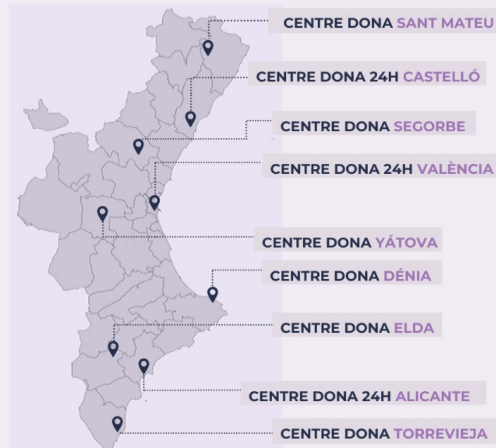 CENTRE DONA SANT MATEU
CENTRE DONA 24H CASTELLÓ
CENTRE DONA SEGORBE
CENTRE DONA 24H VALÈNCIA
CENTRE DONA YÁTOVA
CENTRE DONA DÉNIA
CENTRE DONA ELDA
CENTRE DONA 24H ALICANTE
CENTRE DONA TORREVIEJA